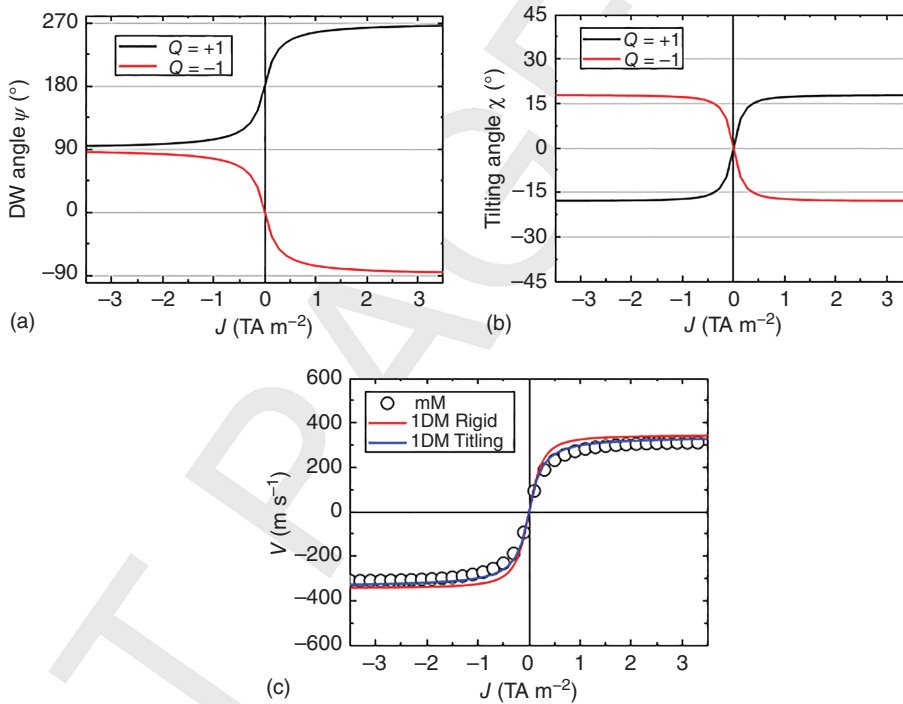 270
180
90
0
−90
Q = +1
Q = −1
DW angle ψ (°)
−3 −2 −1 0 1 2 3
J (TA m−2)
(a)
45
30
15
0
−15
−30
−45
Q = +1
Q = −1
Tilting angle χ (°)
−3 −2 −1 0 1 2 3
J (TA m−2)
(b)
600
400
200
0
−200
−400
−600
mM
1DM Rigid
1DM Titling
V (m s−1)
−3 −2 −1 0 1 2 3
J (TA m−2)
(c)
T PAGE